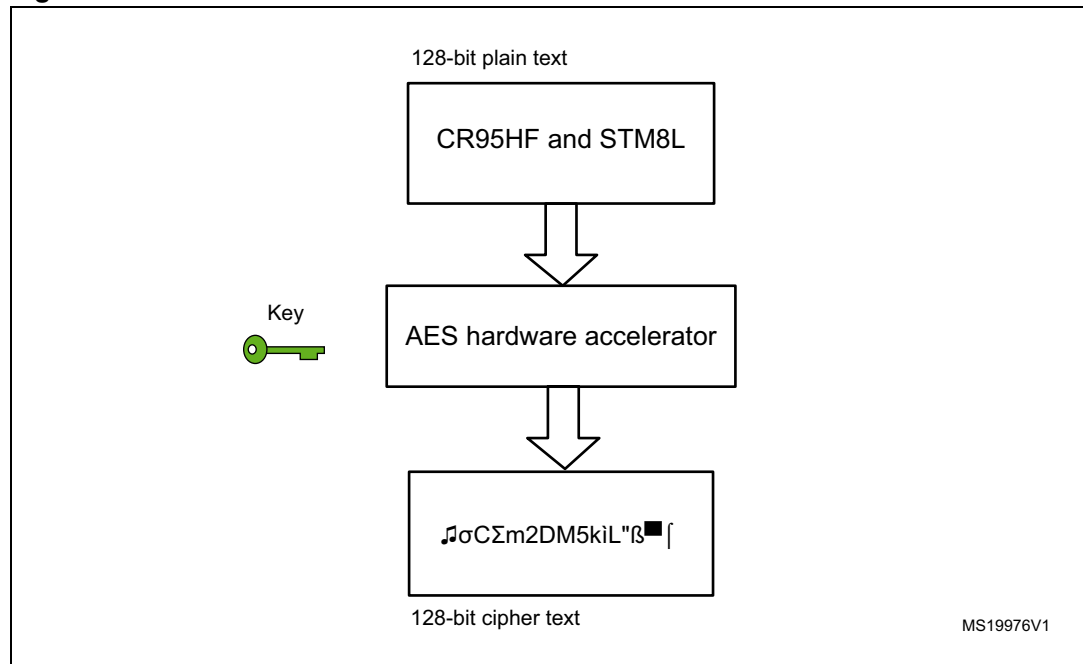 128-bit plain text
CR95HF and STM8L
Key
AES hardware accelerator
♫σCΣm2DM5kìL"ß▀⌠
128-bit cipher text
MS19976V1